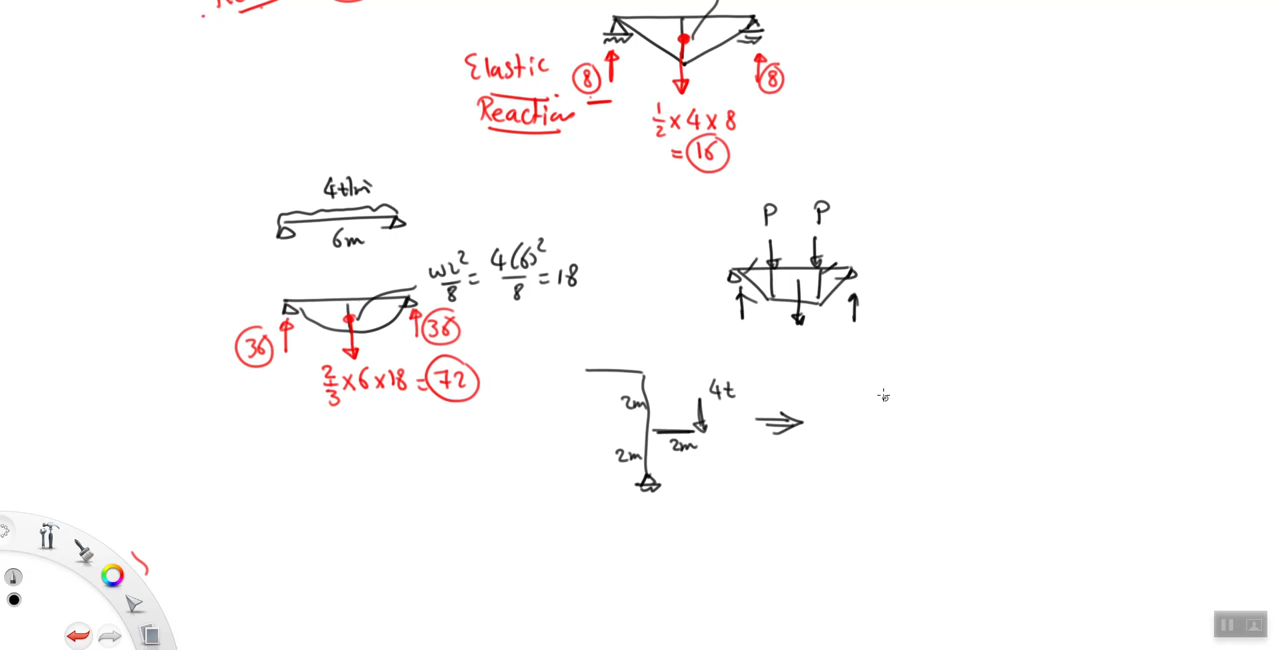 Elastic
Reaction
8
8
1/2 × 4 × 8
= 16
4t/m
6m
wL²/8 = 4(6)²/8 = 18
36
36
2/3 × 6 × 18 = 72
P P
4t
2m
2m
2m